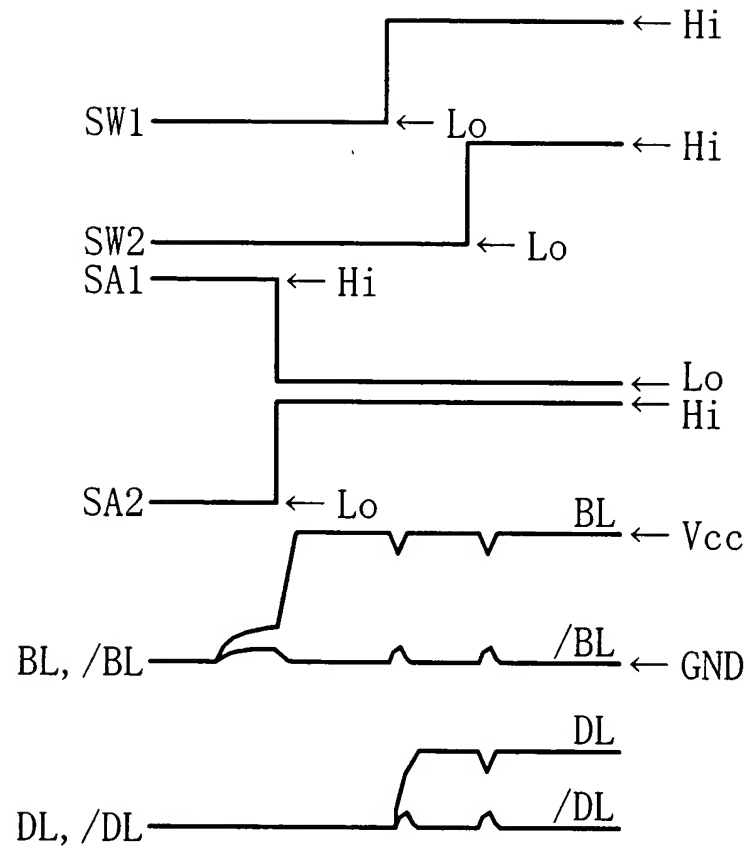 ← Hi
SW1 ← Lo
← Hi
SW2 ← Lo
SA1 ← Hi
← Lo
← Hi
SA2 ← Lo
BL ← Vcc
BL, /BL /BL ← GND
DL
DL, /DL /DL